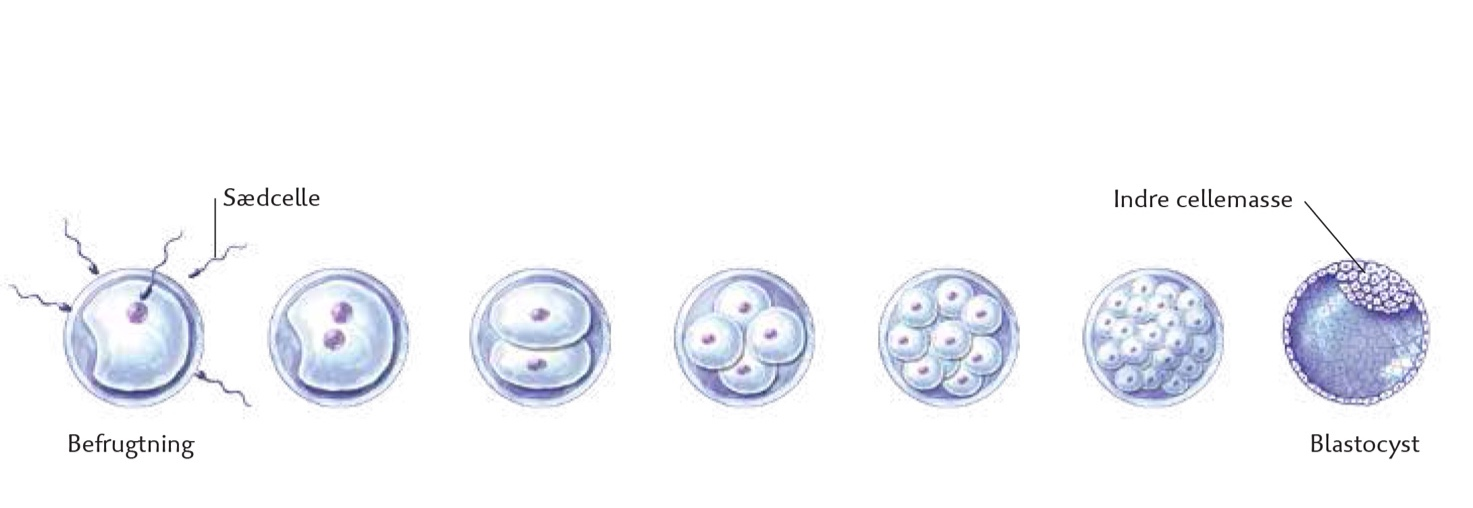 Sædcelle
Indre cellemasse
Befrugtning
Blastocyst